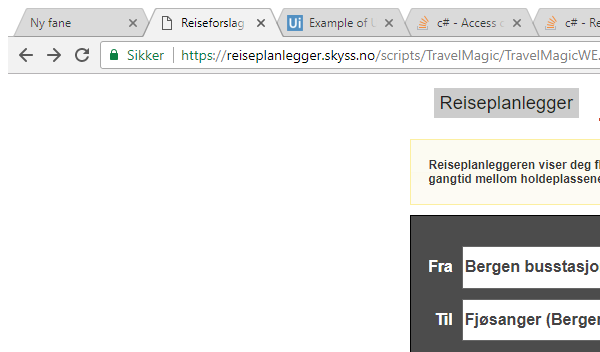 Ny fane
Reiseforslag
Example of
c# - Access
c# - Re
Sikker
https://reiseplanlegger.skyss.no/scripts/TravelMagic/TravelMagicWE.
Reiseplanlegger
Reiseplanleggeren viser deg
gangtid mellom holdeplassene
Fra
Bergen busstasjo
Til
Fjøsanger (Bergen